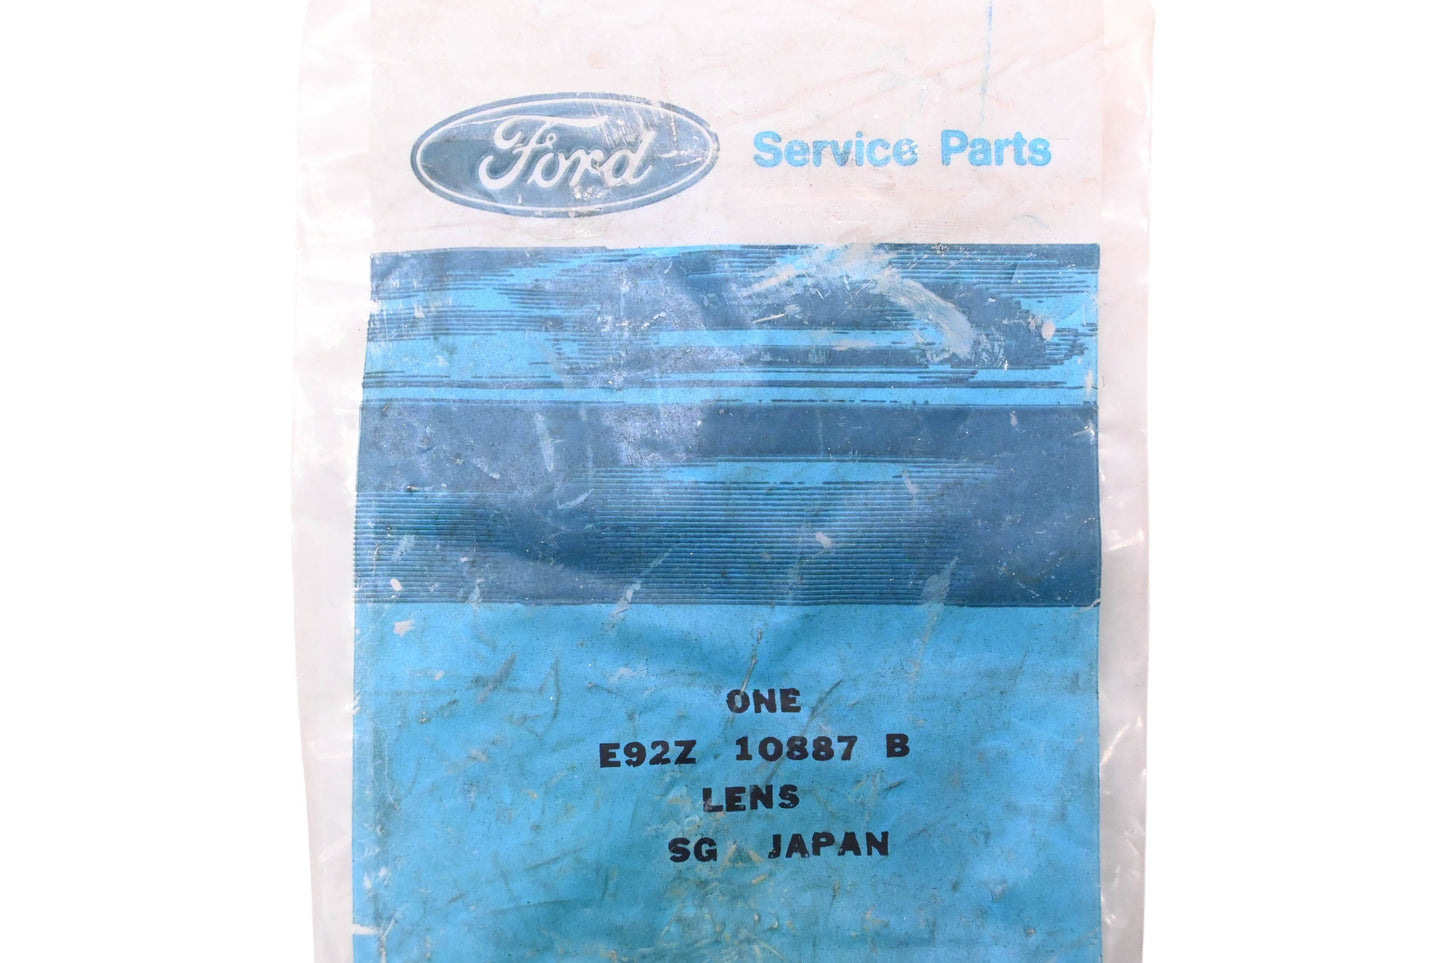 Ford Service Parts
ONE
E92Z 10887 B
LENS
SG JAPAN